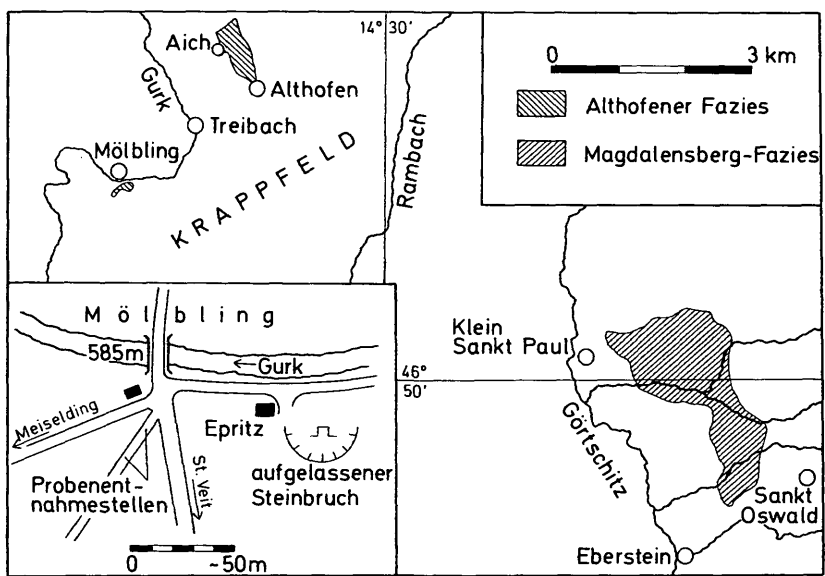 14° 30'
Aich
Gurk
Althofen
Treibach
Mölbling
KRAPPFELD
Rambach
0 3 km
Althofener Fazies
Magdalensberg-Fazies
Klein
Sankt Paul
46°
50'
Görtschitz
Sankt
Oswald
Eberstein
Mölbling
585m
Gurk
Meiselding
Epritz
St. Veit
aufgelassener
Steinbruch
Probenent-
nahmestellen
0 ~50m